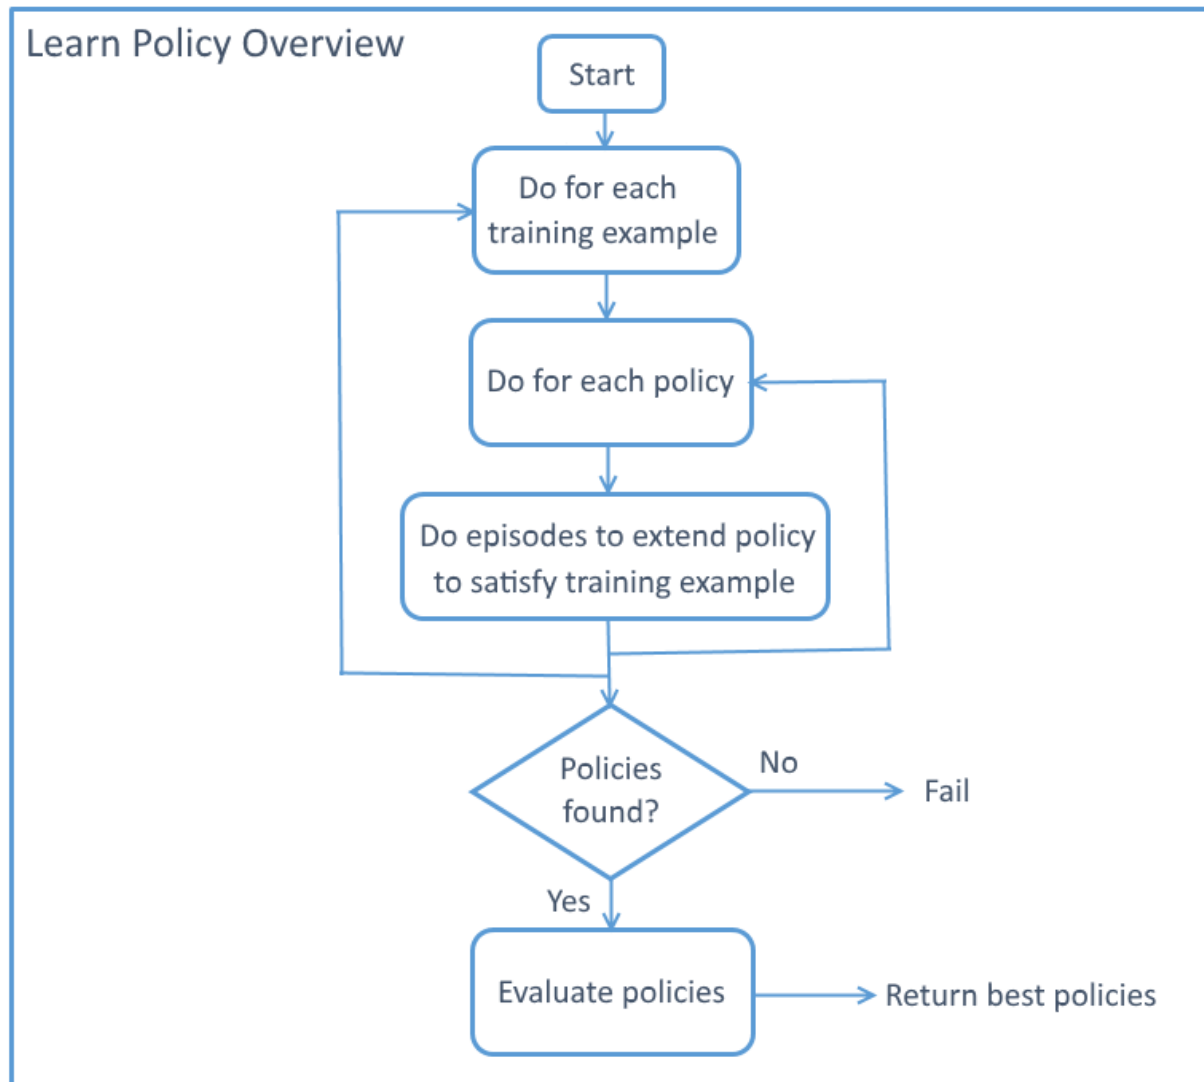 Learn Policy Overview
Start
Do for each
training example
Do for each policy
Do episodes to extend policy
to satisfy training example
Policies
found?
No
Fail
Yes
Evaluate policies
Return best policies